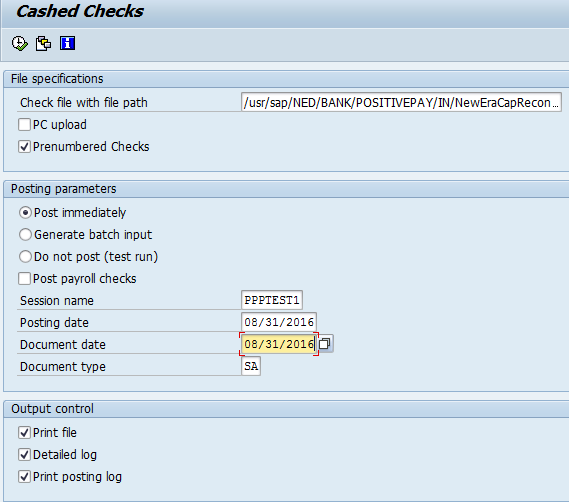 Cashed Checks
File specifications
Check file with file path /usr/sap/NED/BANK/POSITIVEPAY/IN/NewEraCapRecon...
PC upload
Prenumbered Checks
Posting parameters
Post immediately
Generate batch input
Do not post (test run)
Post payroll checks
Session name PPPTEST1
Posting date 08/31/2016
Document date 08/31/2016
Document type SA
Output control
Print file
Detailed log
Print posting log